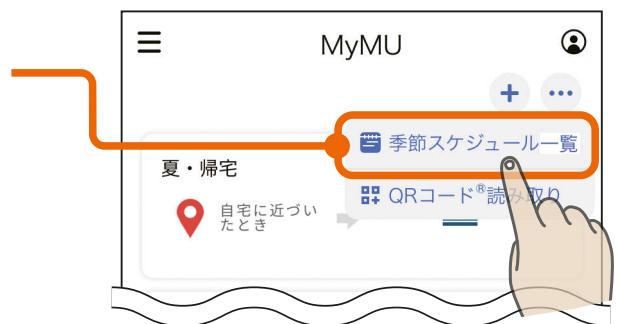 MyMU
季節スケジュール一覧
夏・帰宅
QRコード®読み取り
自宅に近づい
たとき